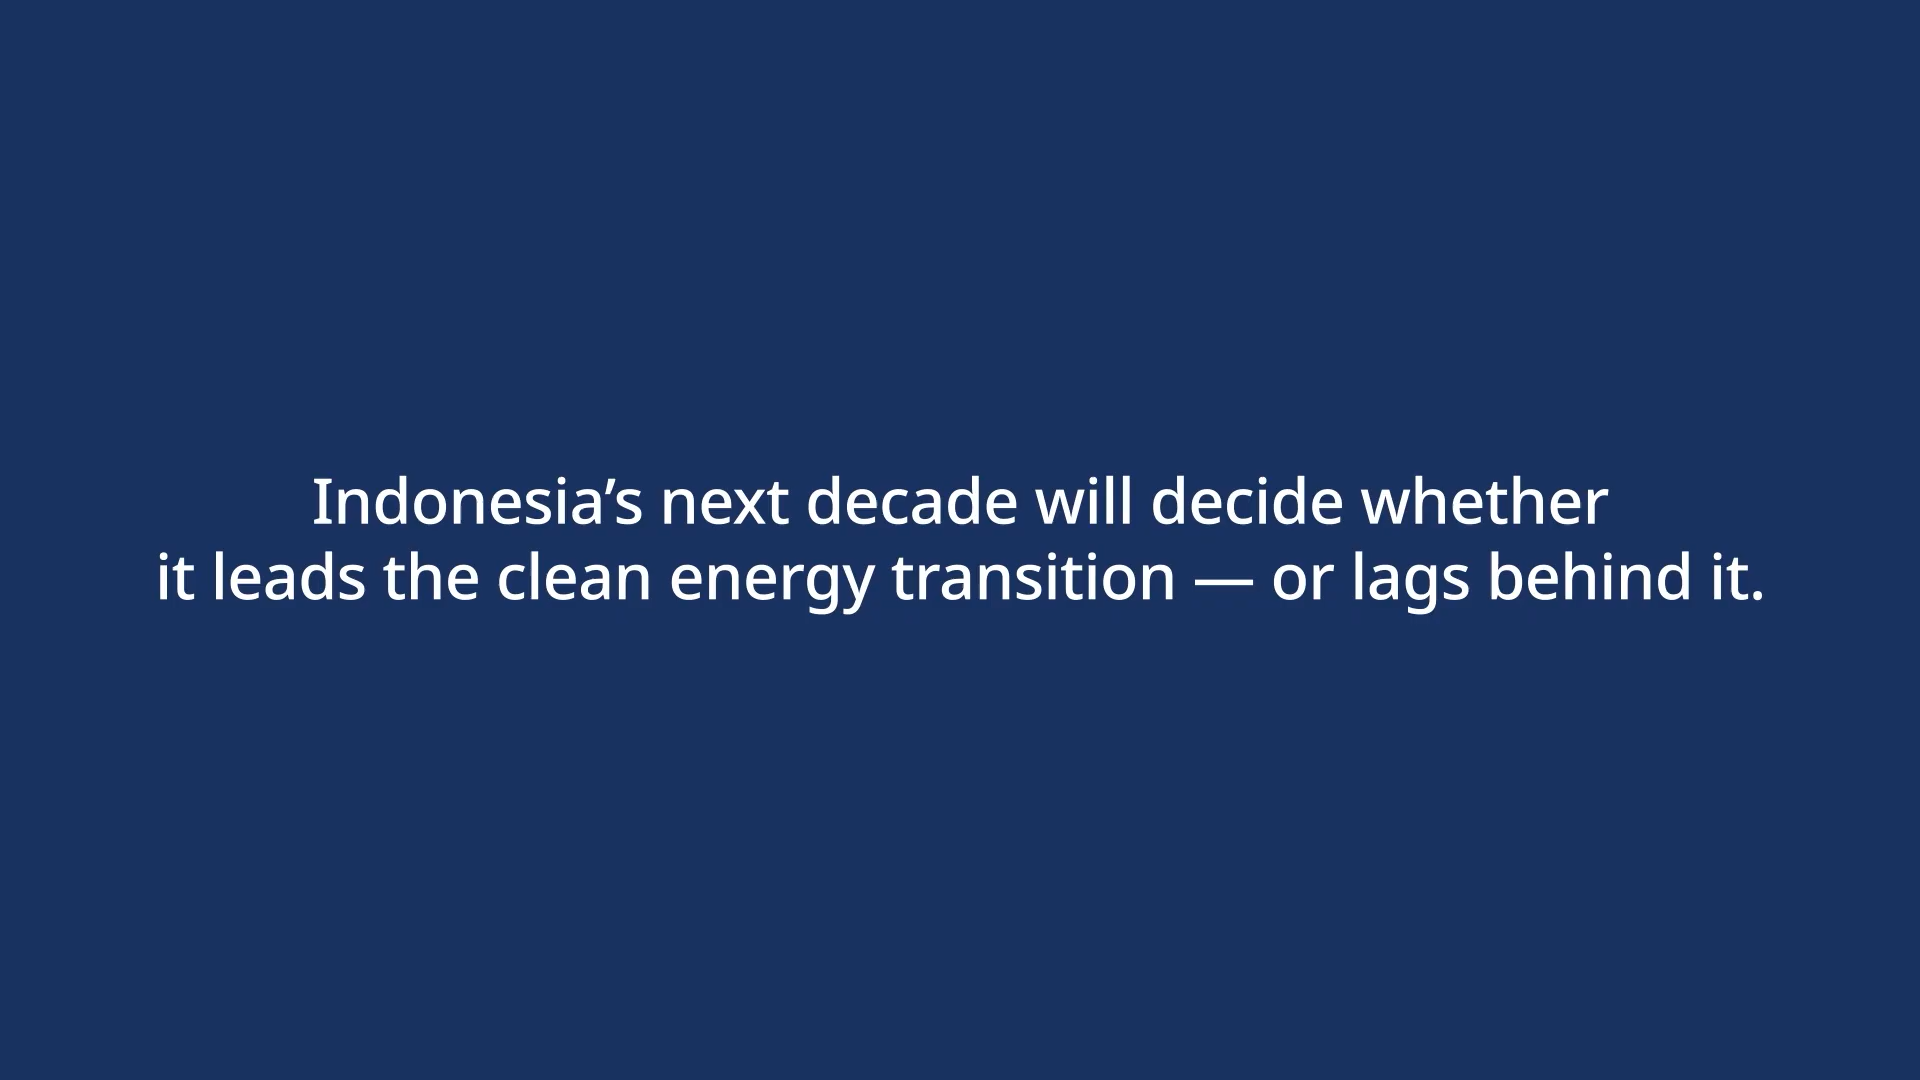 Indonesia’s next decade will decide whether
it leads the clean energy transition — or lags behind it.